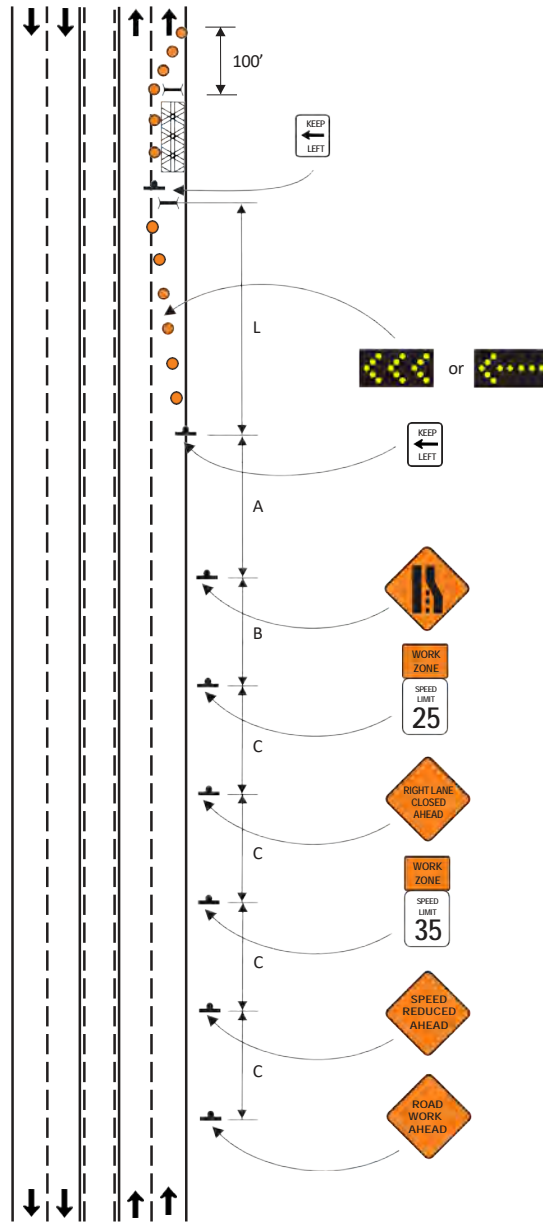 100'
KEEP
LEFT
L
or
KEEP
LEFT
A
B
WORK
ZONE
SPEED
LIMIT
25
C
RIGHT LANE
CLOSED
AHEAD
C
WORK
ZONE
SPEED
LIMIT
35
C
SPEED
REDUCED
AHEAD
C
ROAD
WORK
AHEAD